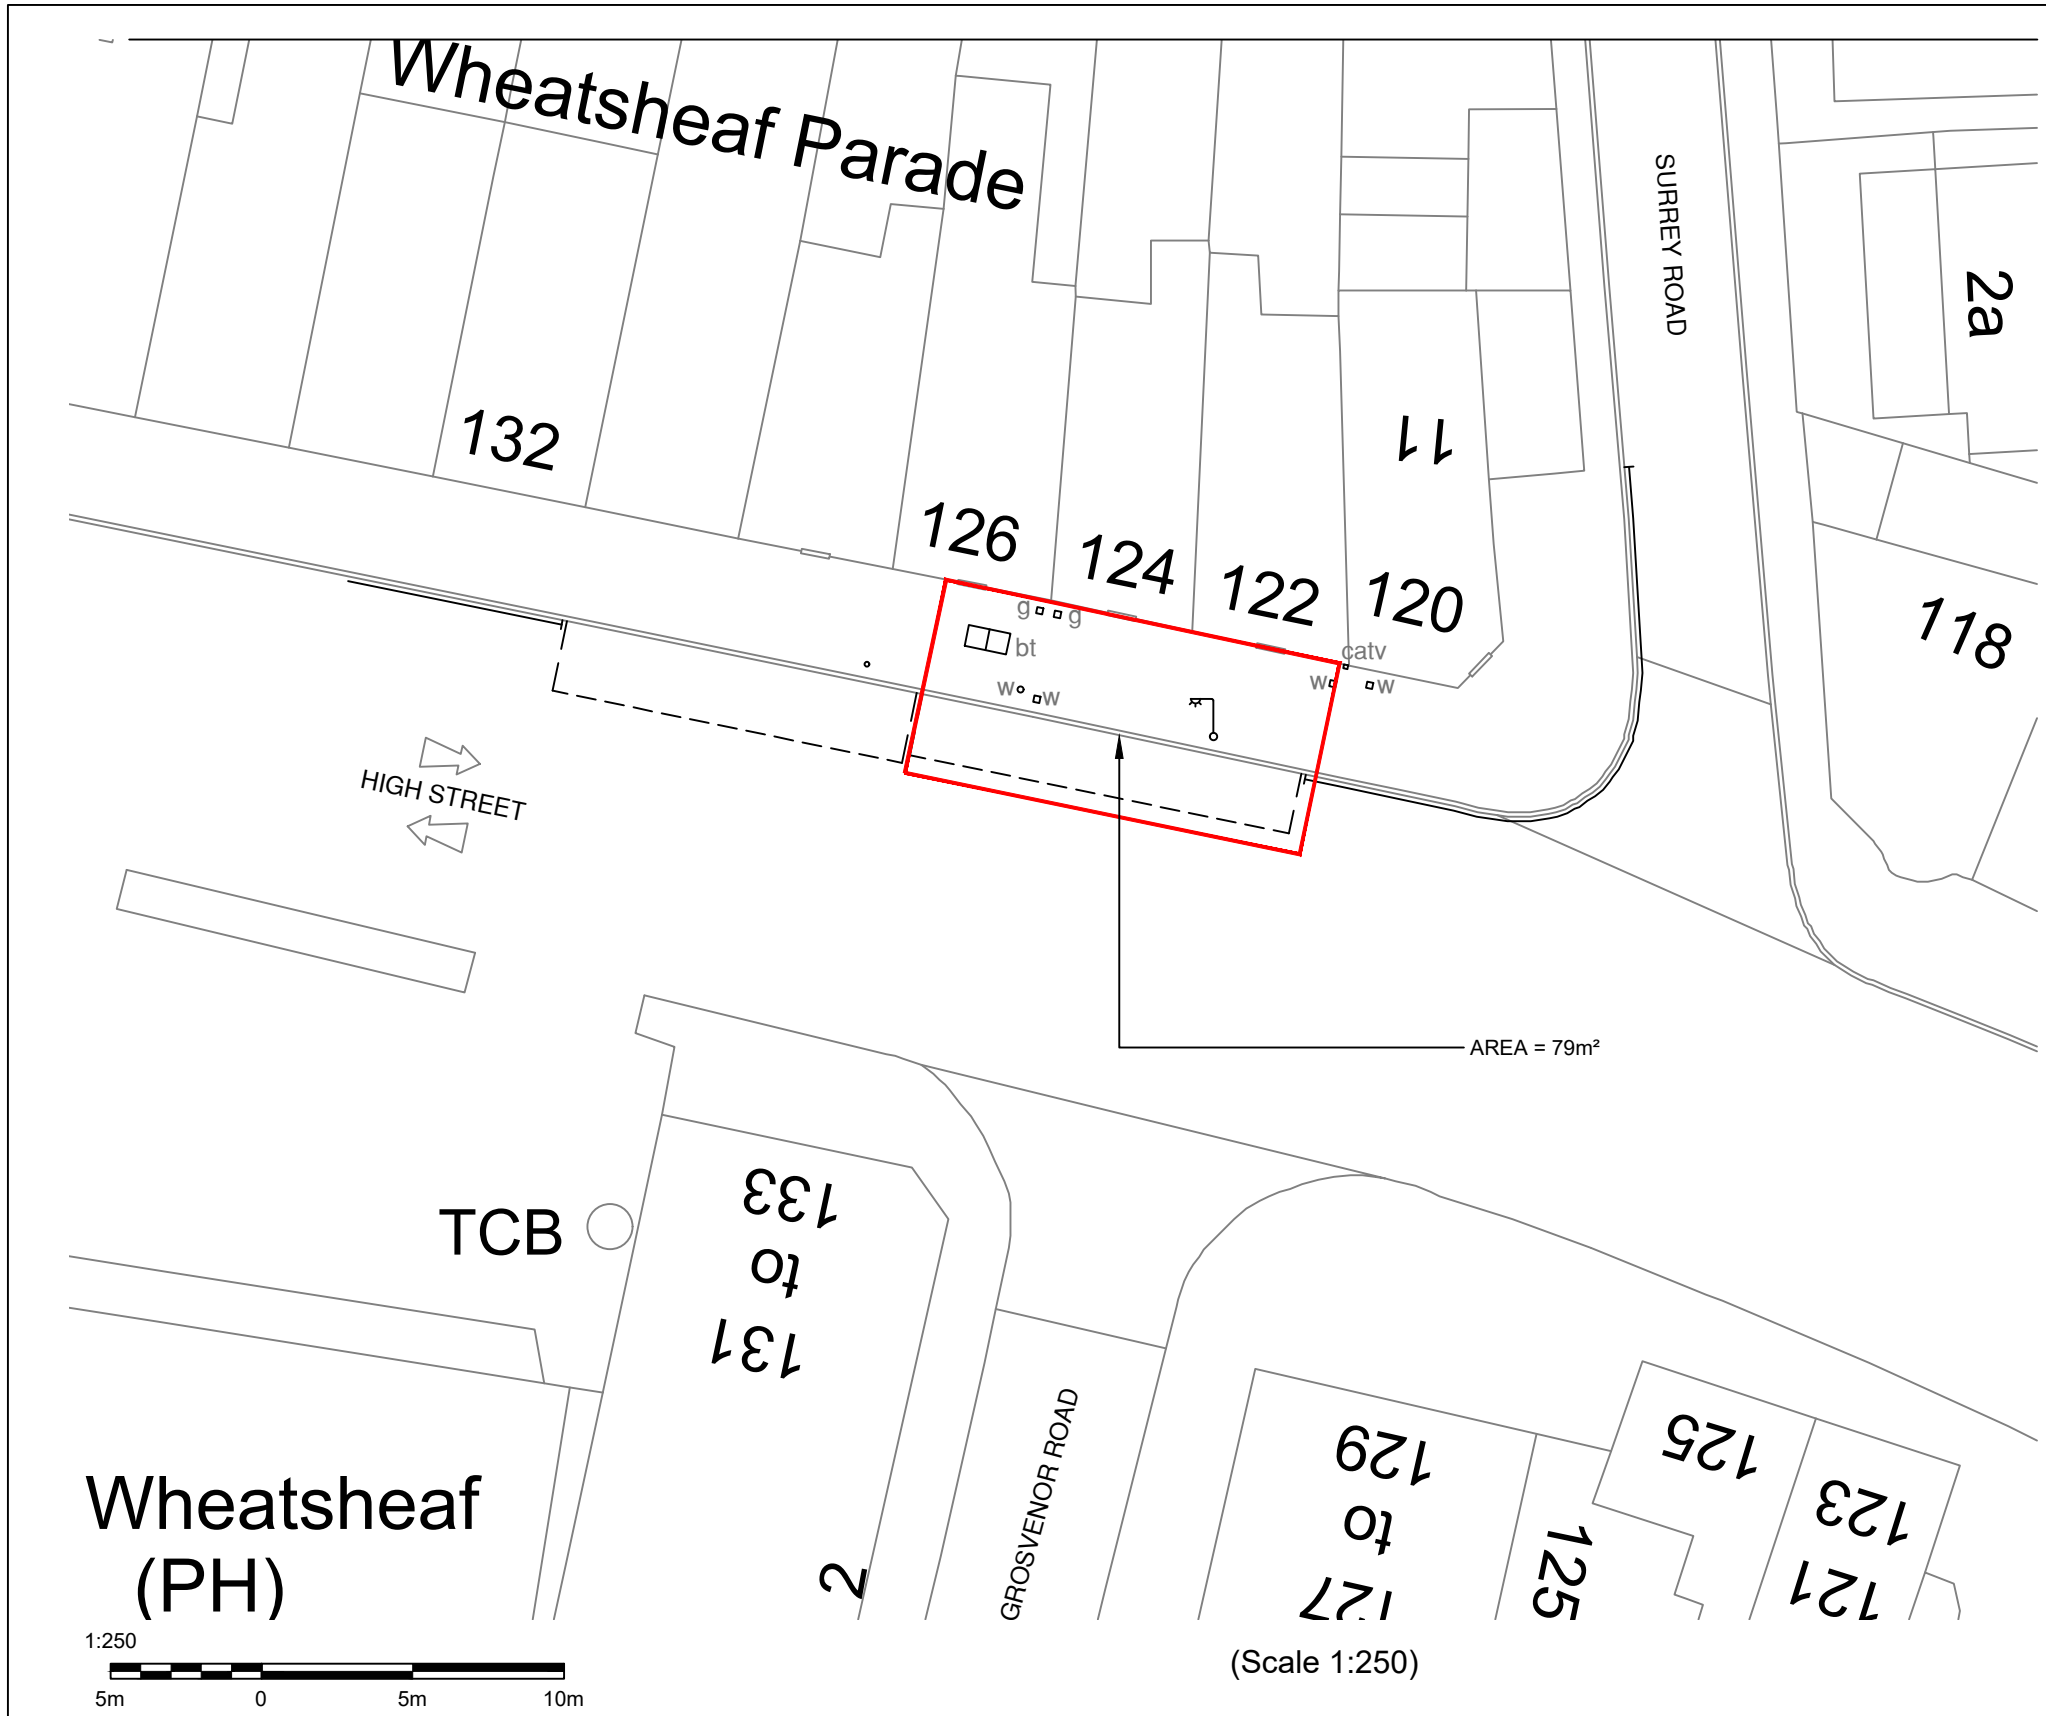 Wheatsheaf Parade
SURREY ROAD
2a
132
11
126
124
122
120
118
g
g
bt
catv
w
w
w
w
HIGH STREET
AREA = 79m²
133
to
131
TCB
GROSVENOR ROAD
129
to
127
125
125
123
121
2
Wheatsheaf
(PH)
1:250
5m 0 5m 10m
(Scale 1:250)